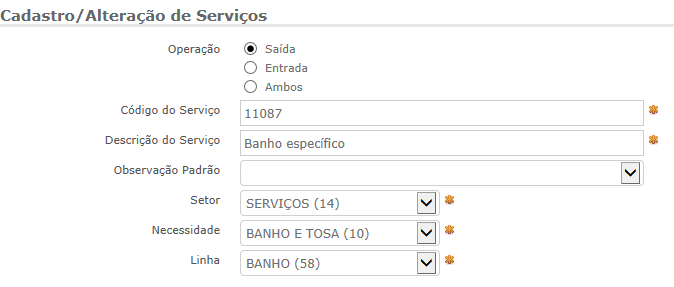 Cadastro/Alteração de Serviços
Operação Saída
Entrada
Ambos
Código do Serviço 11087
Descrição do Serviço Banho específico
Observação Padrão
Setor SERVIÇOS (14)
Necessidade BANHO E TOSA (10)
Linha BANHO (58)